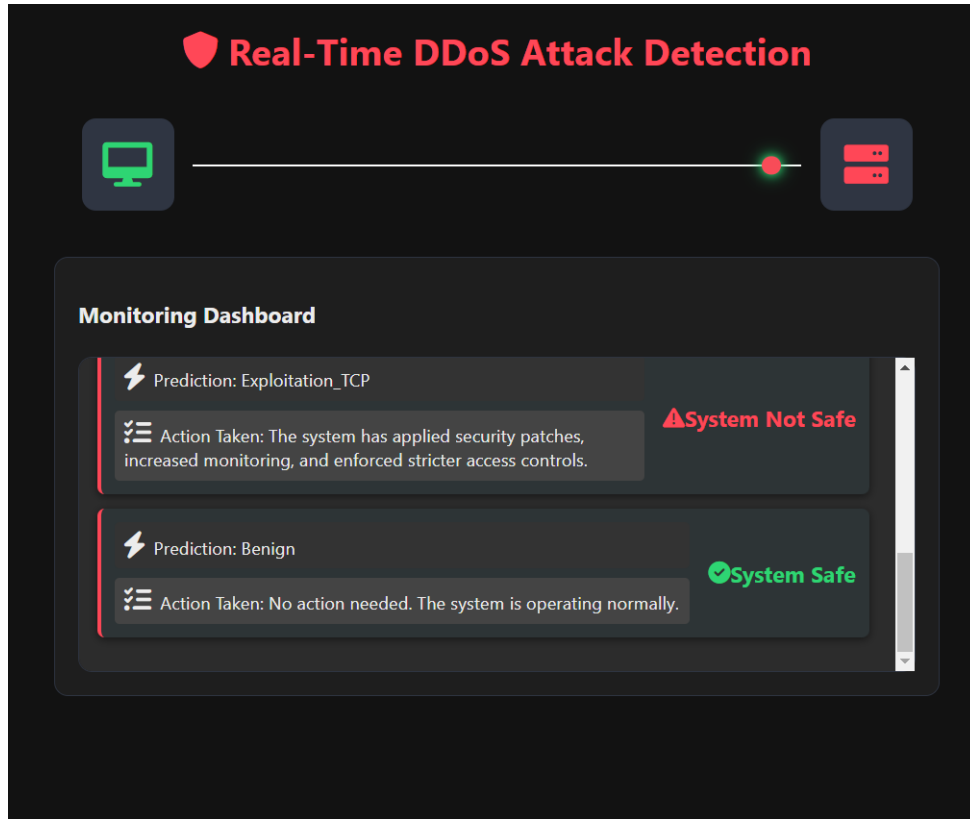 Real-Time DDoS Attack Detection
Monitoring Dashboard
Prediction: Exploitation_TCP
Action Taken: The system has applied security patches,
increased monitoring, and enforced stricter access controls.
System Not Safe
Prediction: Benign
Action Taken: No action needed. The system is operating normally.
System Safe